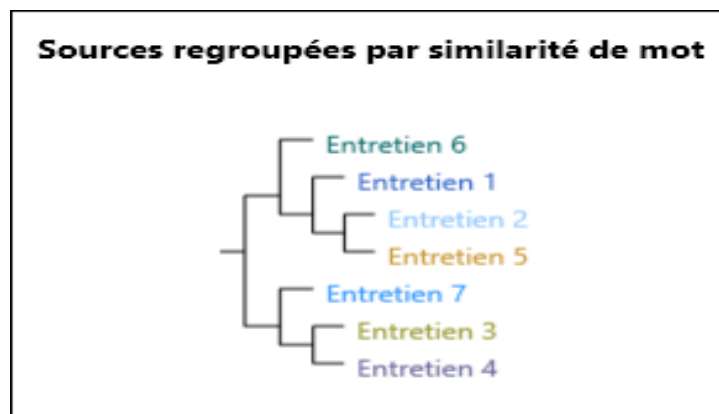 Sources regroupées par similarité de mot
Entretien 6
Entretien 1
Entretien 2
Entretien 5
Entretien 7
Entretien 3
Entretien 4